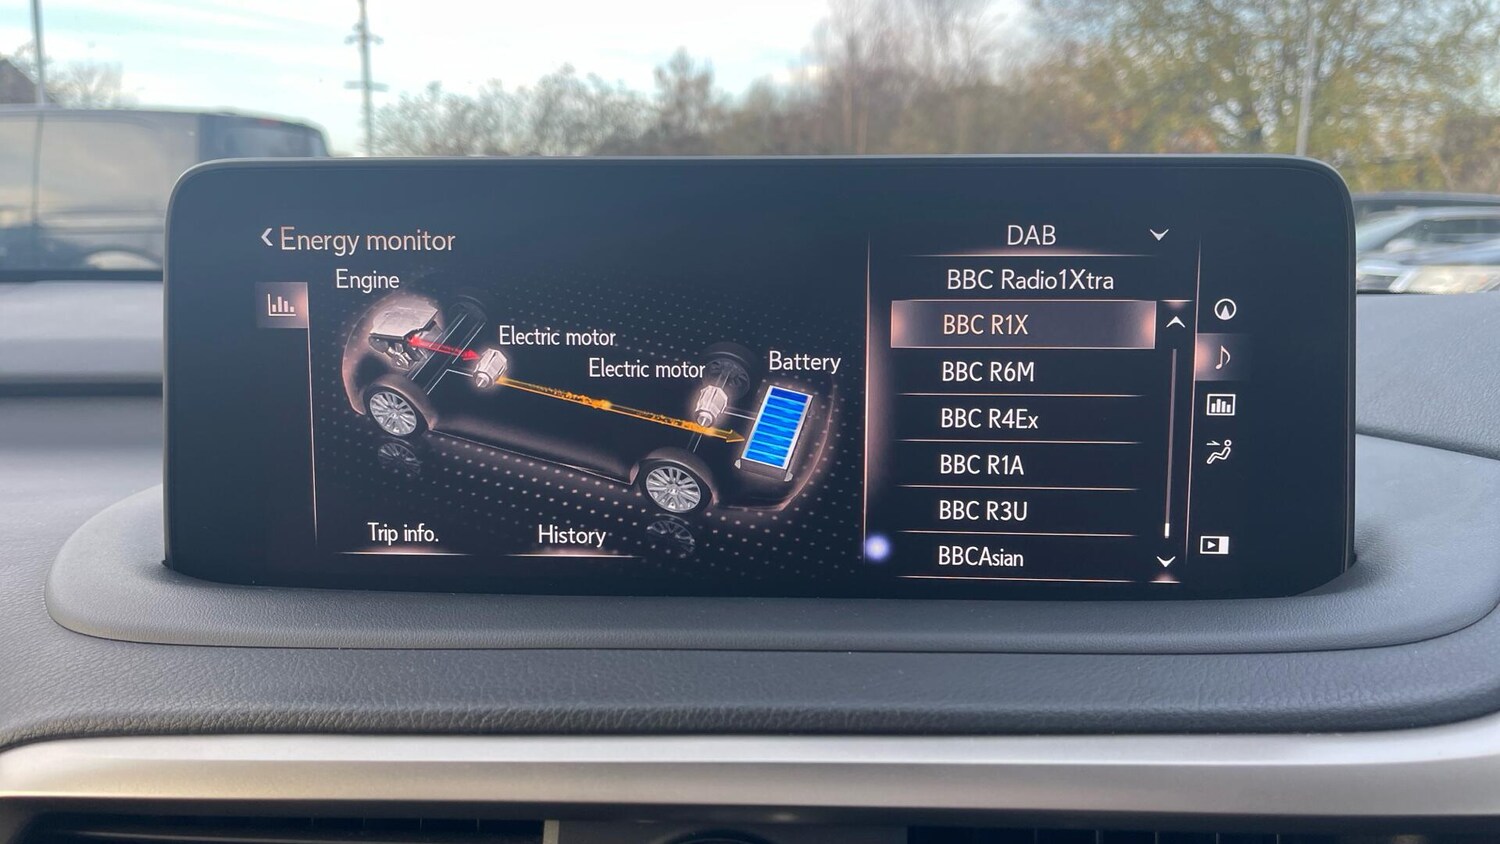 Energy monitor
Engine
Electric motor
Electric motor
Battery
Trip info.
History
DAB
BBC Radio1Xtra
BBC R1X
BBC R6M
BBC R4Ex
BBC R1A
BBC R3U
BBCAsian